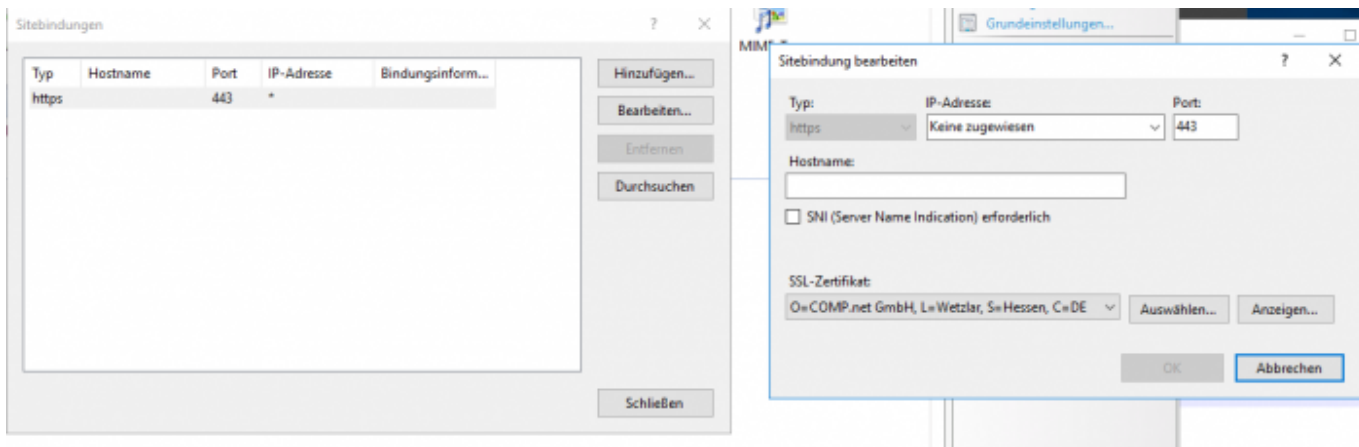 Sitebindungen
Typ Hostname Port IP-Adresse Bindungsinform...
https 443 *
Hinzufügen...
Bearbeiten...
Entfernen
Durchsuchen
Schließen
Grundeinstellungen...
Sitebindung bearbeiten
Typ: IP-Adresse: Port:
https Keine zugewiesen 443
Hostname:
SNI (Server Name Indication) erforderlich
SSL-Zertifikat:
O=COMP.net GmbH, L=Wetzlar, S=Hessen, C=DE Auswählen... Anzeigen...
OK Abbrechen